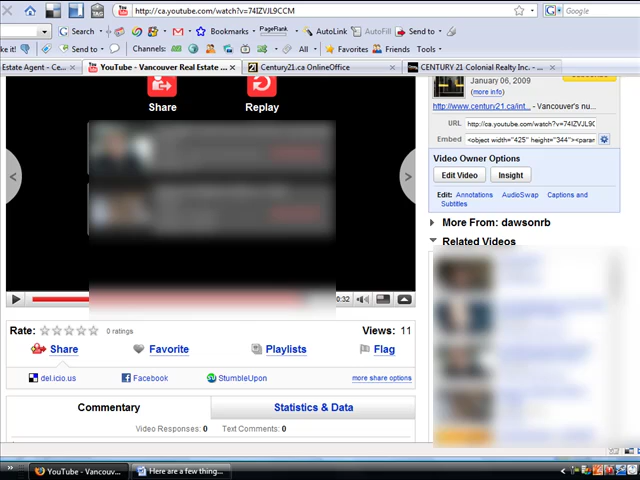 http://ca.youtube.com/watch?v=74IZVJL9CCM
Google
Search
Bookmarks
PageRank
AutoLink
AutoFill
Send to
Channels:
All
Favorites
Friends
Tools
Estate Agent - Ce...
YouTube - Vancouver Real Estate ...
Century21.ca OnlineOffice
CENTURY 21 Colonial Realty Inc. - ...
Share
Replay
January 06, 2009
(more info)
http://www.century21.ca/int... - Vancouver's nu...
URL http://ca.youtube.com/watch?v=74IZVJL9C
Embed <object width="425" height="344"><paran
Video Owner Options
Edit Video
Insight
Edit: Annotations AudioSwap Captions and
Subtitles
More From: dawsonrb
Related Videos
0:32
Rate: 0 ratings
Views: 11
Share
Favorite
Playlists
Flag
del.icio.us
Facebook
StumbleUpon
more share options
Commentary
Statistics & Data
Video Responses: 0 Text Comments: 0
YouTube - Vancouv...
Here are a few thing...